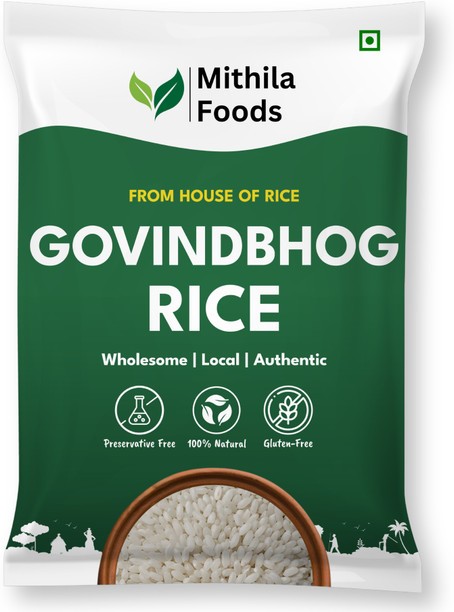 Mithila
Foods
FROM HOUSE OF RICE
GOVINDBHOG
RICE
Wholesome | Local | Authentic
Preservative Free 100% Natural Gluten-Free